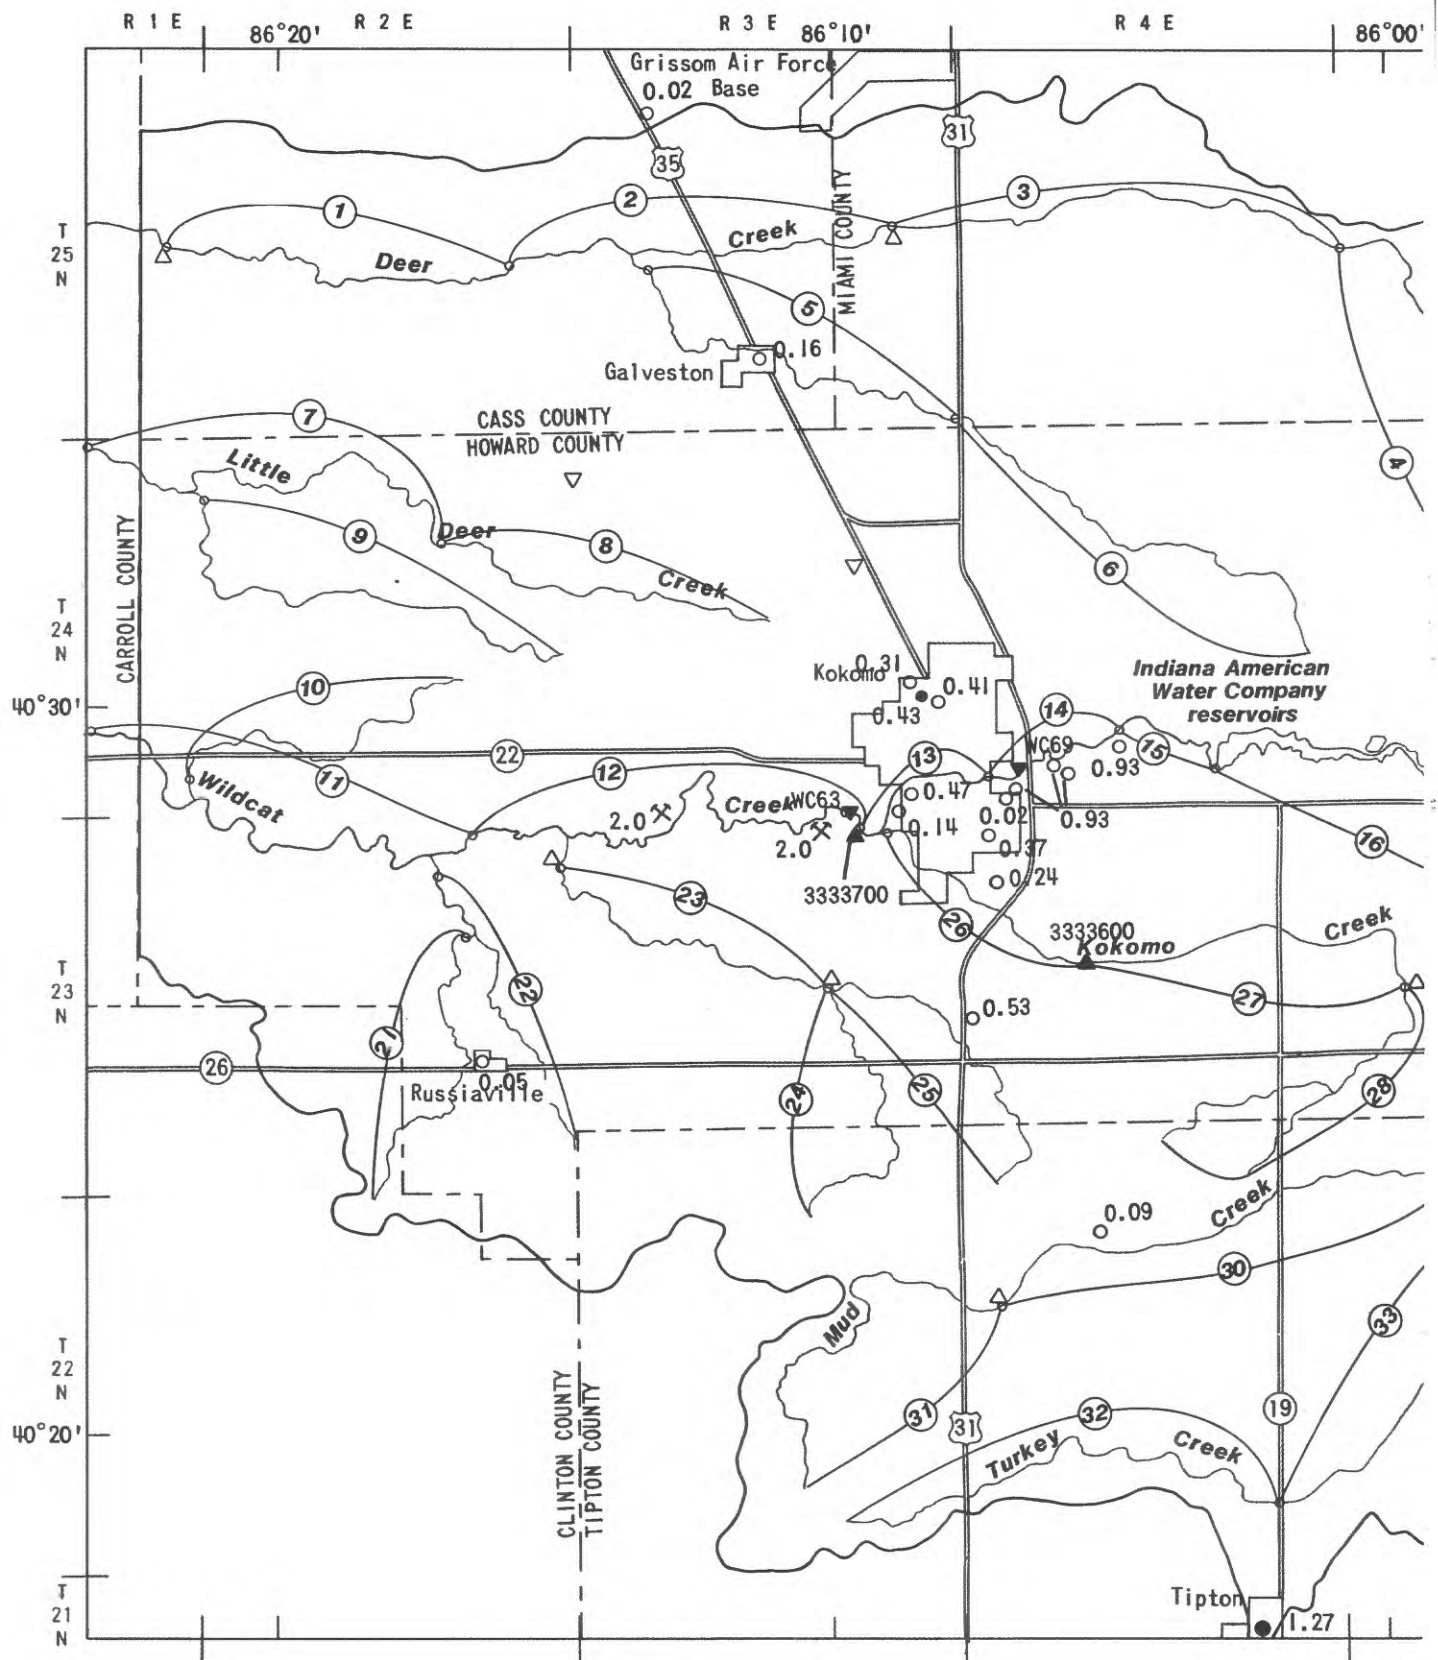 R 1 E
R 2 E
R 3 E
R 4 E
86°20'
86°10'
86°00'
Grissom Air Force
Base
0.02
31
35
1
2
3
T
25
N
Deer
Creek
MIAMI COUNTY
5
0.16
Galveston
7
CASS COUNTY
HOWARD COUNTY
4
Little
Deer
Creek
9
8
6
CARROLL COUNTY
T
24
N
0.31
Kokomo
0.41
0.43
Indiana American
Water Company
reservoirs
10
40°30'
14
WC69
15
22
13
0.93
11
12
Wildcat
Creek
WC63
0.47
0.02
0.93
2.0
2.0
0.14
0.37
16
3333700
0.24
23
26
3333600
Kokomo
Creek
T
23
N
22
27
0.53
21
26
Russiaville
0.05
24
25
28
Creek
0.09
30
Mud
33
T
22
N
CLINTON COUNTY
TIPTON COUNTY
31
31
32
19
40°20'
Turkey
Creek
T
21
N
Tipton
1.27